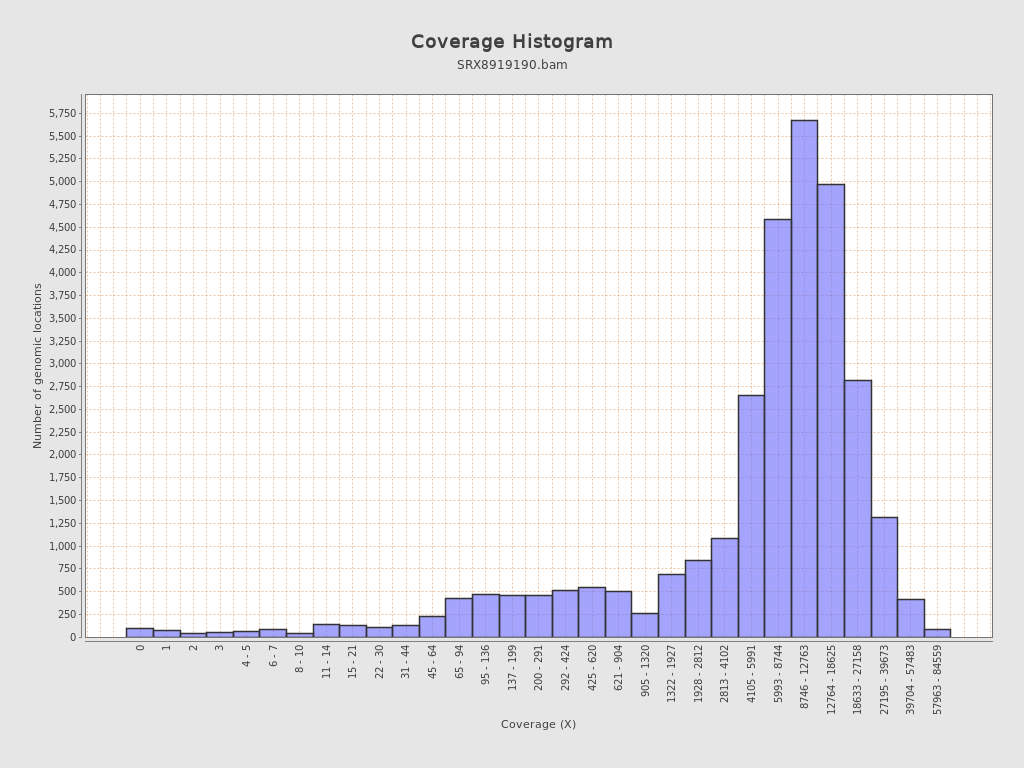 Coverage Histogram
SRX8919190.bam
Number of genomic locations
5,750
5,500
5,250
5,000
4,750
4,500
4,250
4,000
3,750
3,500
3,250
3,000
2,750
2,500
2,250
2,000
1,750
1,500
1,250
1,000
750
500
250
0
0
1
2
3
4 - 5
6 - 7
8 - 10
11 - 14
15 - 21
22 - 30
31 - 44
45 - 64
65 - 94
95 - 136
137 - 199
200 - 291
292 - 424
425 - 620
621 - 904
905 - 1320
1322 - 1927
1928 - 2812
2813 - 4102
4105 - 5991
5993 - 8744
8746 - 12763
12764 - 18625
18633 - 27158
27195 - 39673
39704 - 57483
57963 - 84559
Coverage (X)